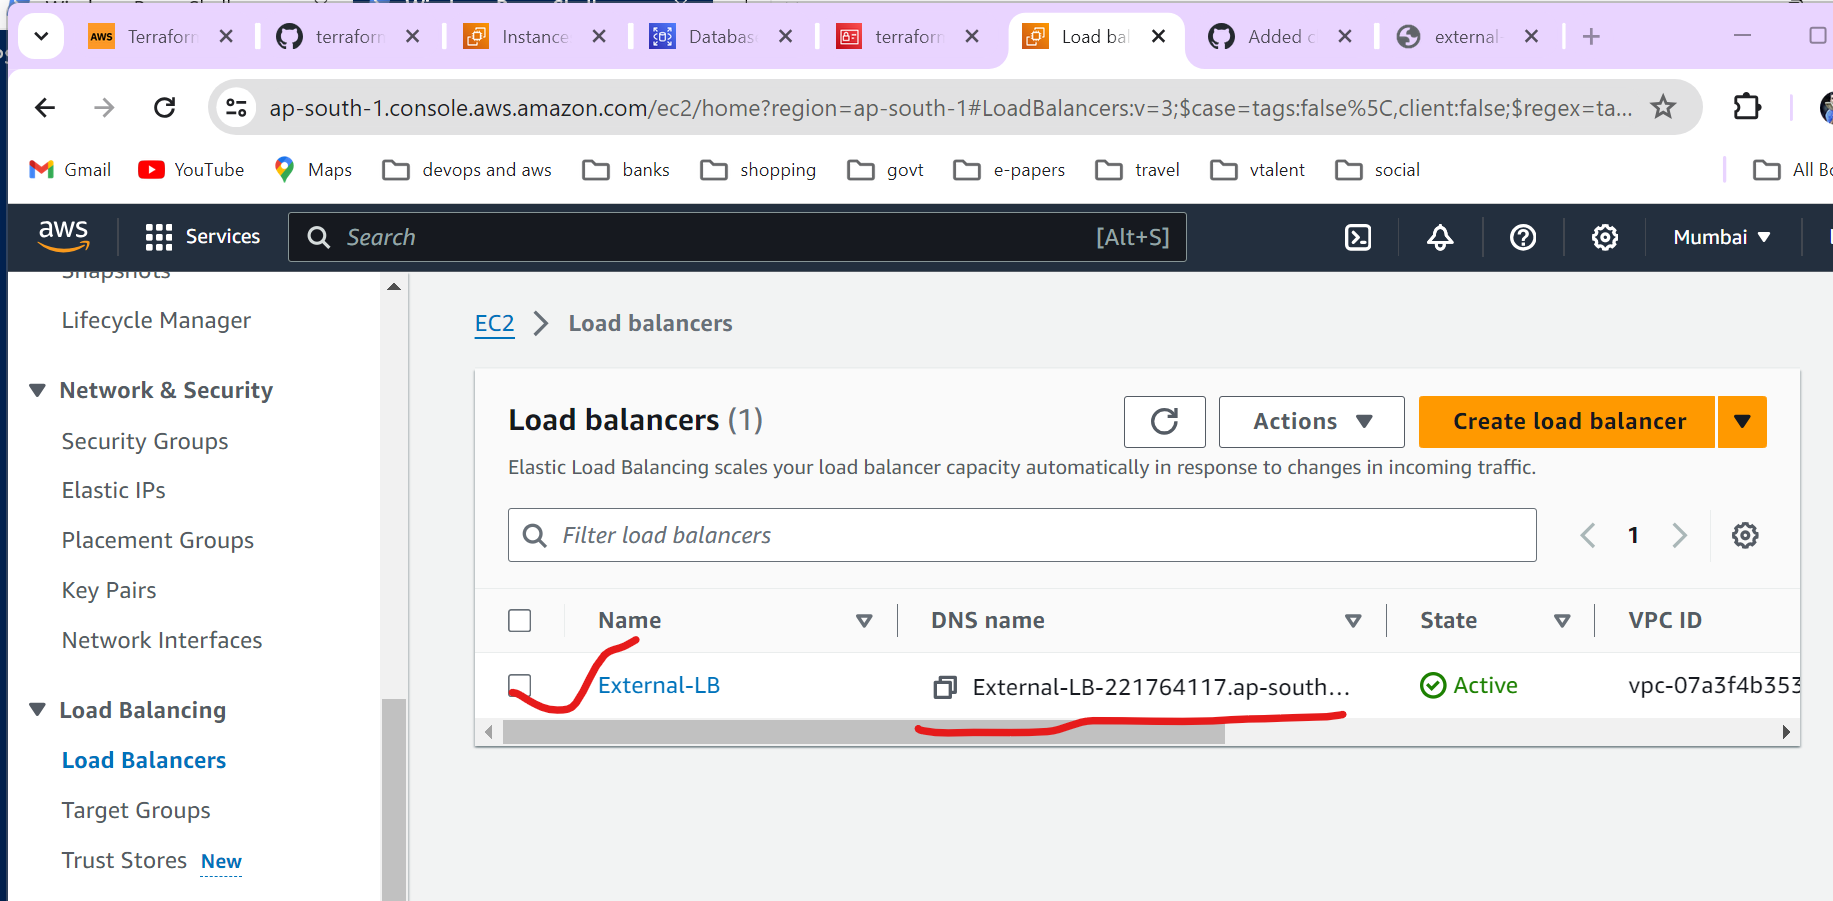 AWS Terraform terraform Instance Databas terraform Load bal Added c external-
ap-south-1.console.aws.amazon.com/ec2/home?region=ap-south-1#LoadBalancers:v=3;$case=tags:false%5C,client:false;$regex=ta...
Gmail YouTube Maps devops and aws banks shopping govt e-papers travel vtalent social All Bo
aws Services Search [Alt+S] Mumbai
Snapshots
Lifecycle Manager
Network & Security
Security Groups
Elastic IPs
Placement Groups
Key Pairs
Network Interfaces
Load Balancing
Load Balancers
Target Groups
Trust Stores New
EC2 Load balancers
Load balancers (1) Actions Create load balancer
Elastic Load Balancing scales your load balancer capacity automatically in response to changes in incoming traffic.
Filter load balancers 1
Name DNS name State VPC ID
External-LB External-LB-221764117.ap-south... Active vpc-07a3f4b353